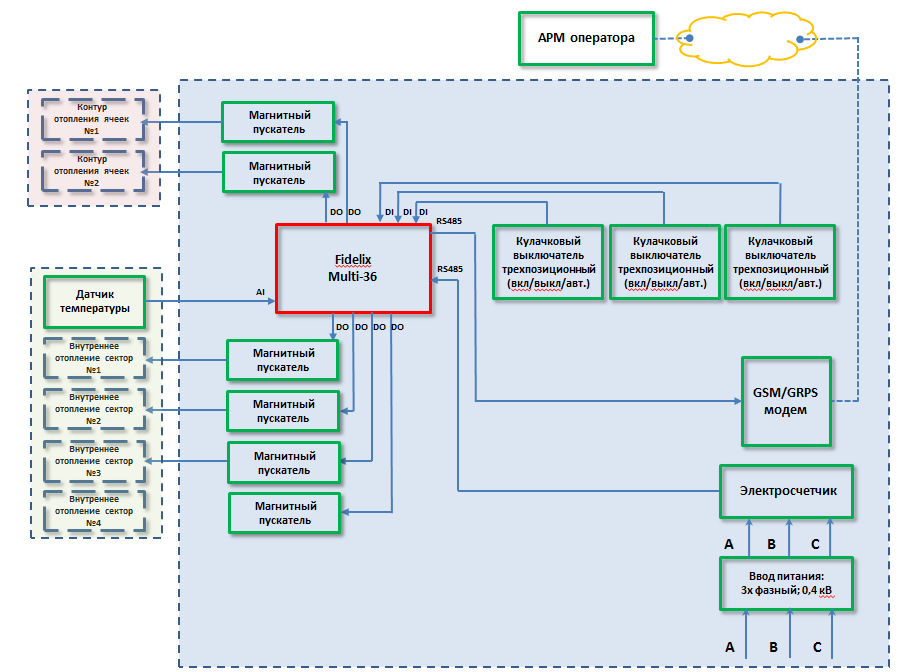 АРМ оператора
Контур
отопления ячеек
№1
Контур
отопления ячеек
№2
Магнитный
пускатель
Магнитный
пускатель
DO DO DI DI DI
RS485
Fidelix
Multi-36
RS485
AI
DO DO DO DO
Кулачковый
выключатель
трехпозиционный
(вкл/выкл/авт.)
Кулачковый
выключатель
трехпозиционный
(вкл/выкл/авт.)
Кулачковый
выключатель
трехпозиционный
(вкл/выкл/авт.)
Датчик
температуры
Внутреннее
отопление сектор
№1
Внутреннее
отопление сектор
№2
Внутреннее
отопление сектор
№3
Внутреннее
отопление сектор
№4
Магнитный
пускатель
Магнитный
пускатель
Магнитный
пускатель
Магнитный
пускатель
GSM/GRPS
модем
Электросчетчик
A B C
Ввод питания:
3х фазный; 0,4 кВ
A B C